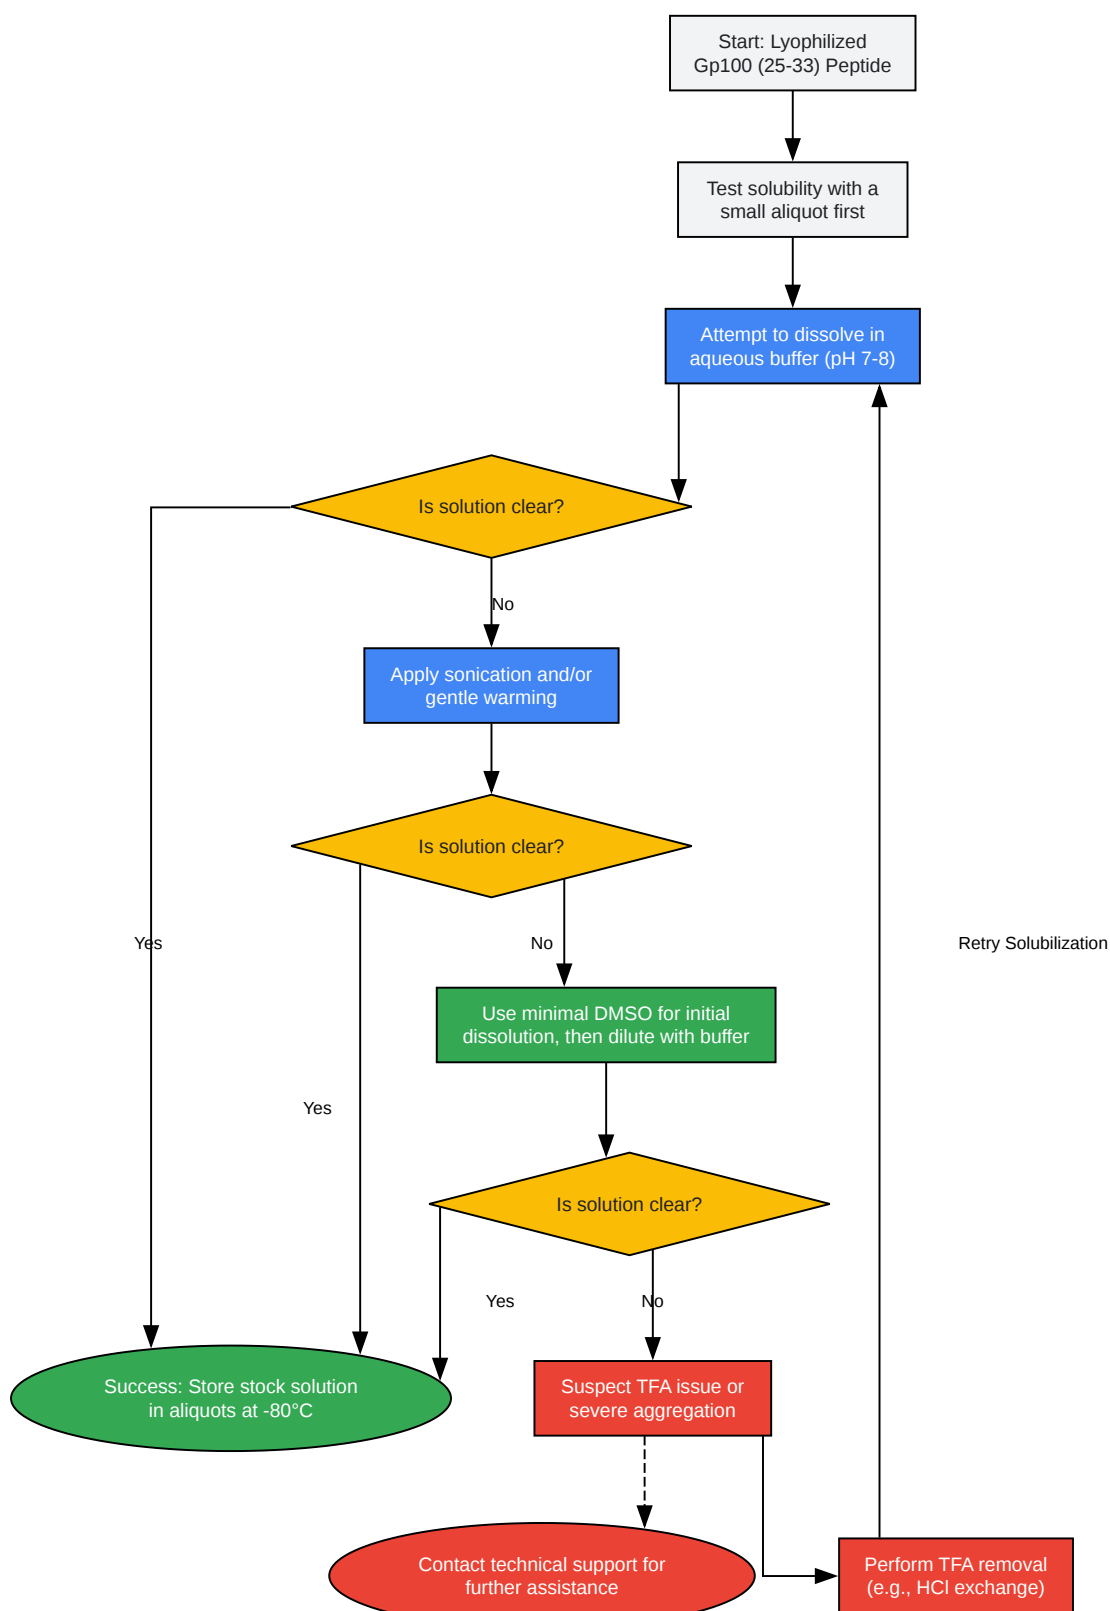 Start: Lyophilized
Gp100 (25-33) Peptide
Test solubility with a
small aliquot first
Attempt to dissolve in
aqueous buffer (pH 7-8)
Is solution clear?
No
Apply sonication and/or
gentle warming
Is solution clear?
Yes
No
Retry Solubilization
Use minimal DMSO for initial
dissolution, then dilute with buffer
Yes
Is solution clear?
Yes
No
Success: Store stock solution
in aliquots at -80°C
Suspect TFA issue or
severe aggregation
Contact technical support for
further assistance
Perform TFA removal
(e.g., HCl exchange)